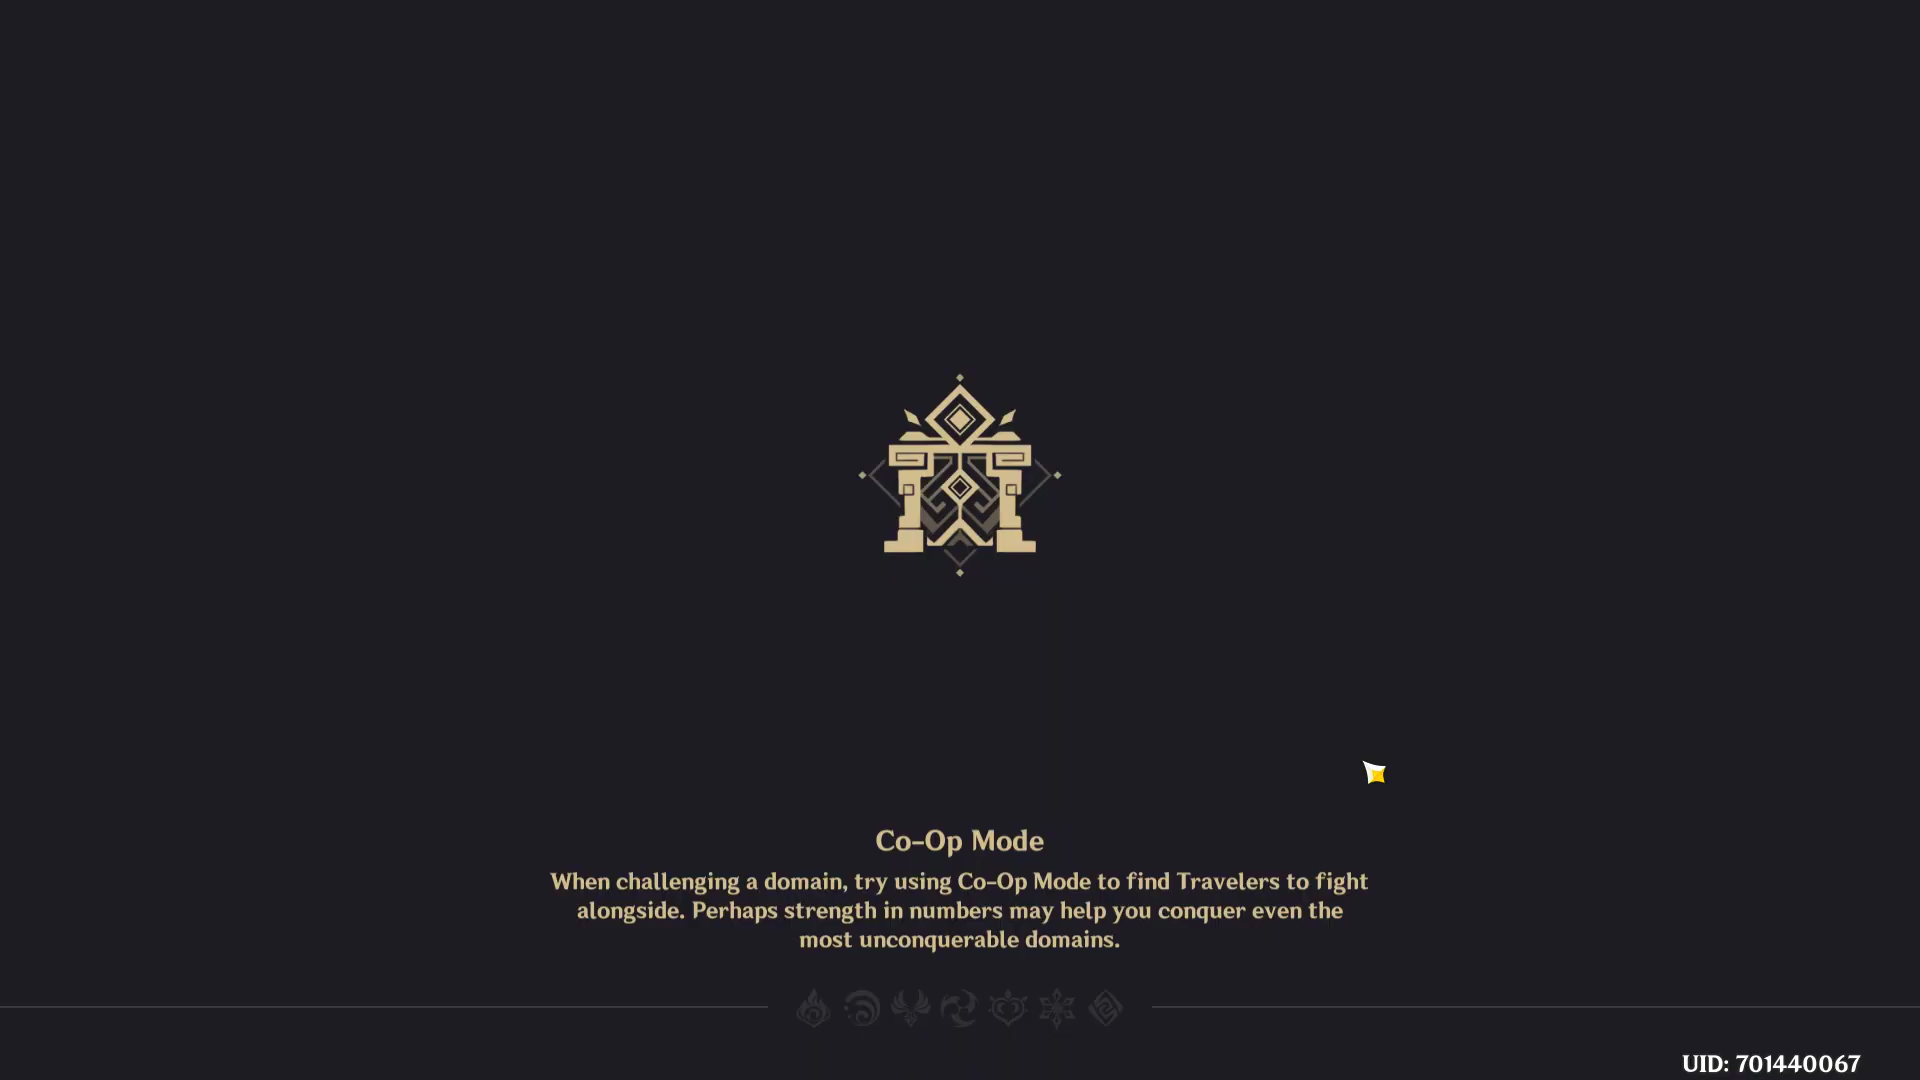 Co-Op Mode
When challenging a domain, try using Co-Op Mode to find Travelers to fight
alongside. Perhaps strength in numbers may help you conquer even the
most unconquerable domains.
UID: 701440067